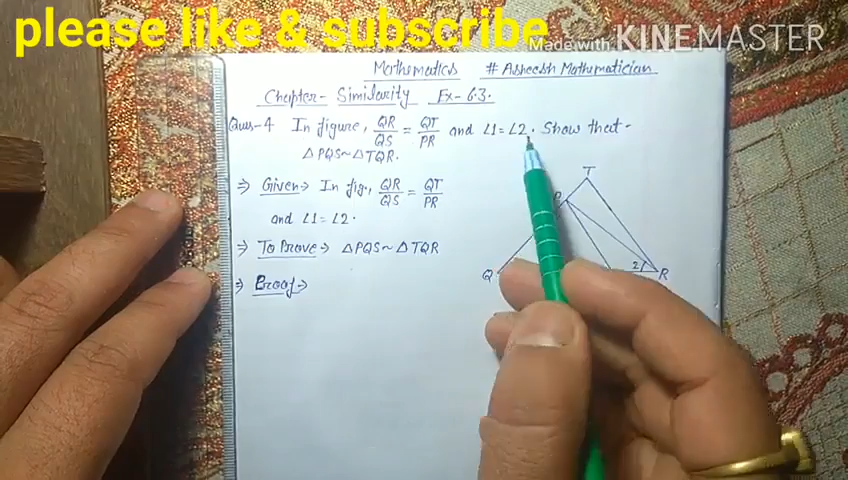 please like & subscribe
Made with KINEMASTER
Mathematics # Asheesh Mathematician
Chapter- Similarity Ex- 6.3.
Ques-4 In figure, QR/QS = QT/PR and ∠1=∠2. Show that-
△PQS~△TQR.
⇒ Given→ In fig., QR/QS = QT/PR
and ∠1=∠2.
⇒ To Prove→ △PQS~△TQR
⇒ Proof→
T
P
Q
2
R